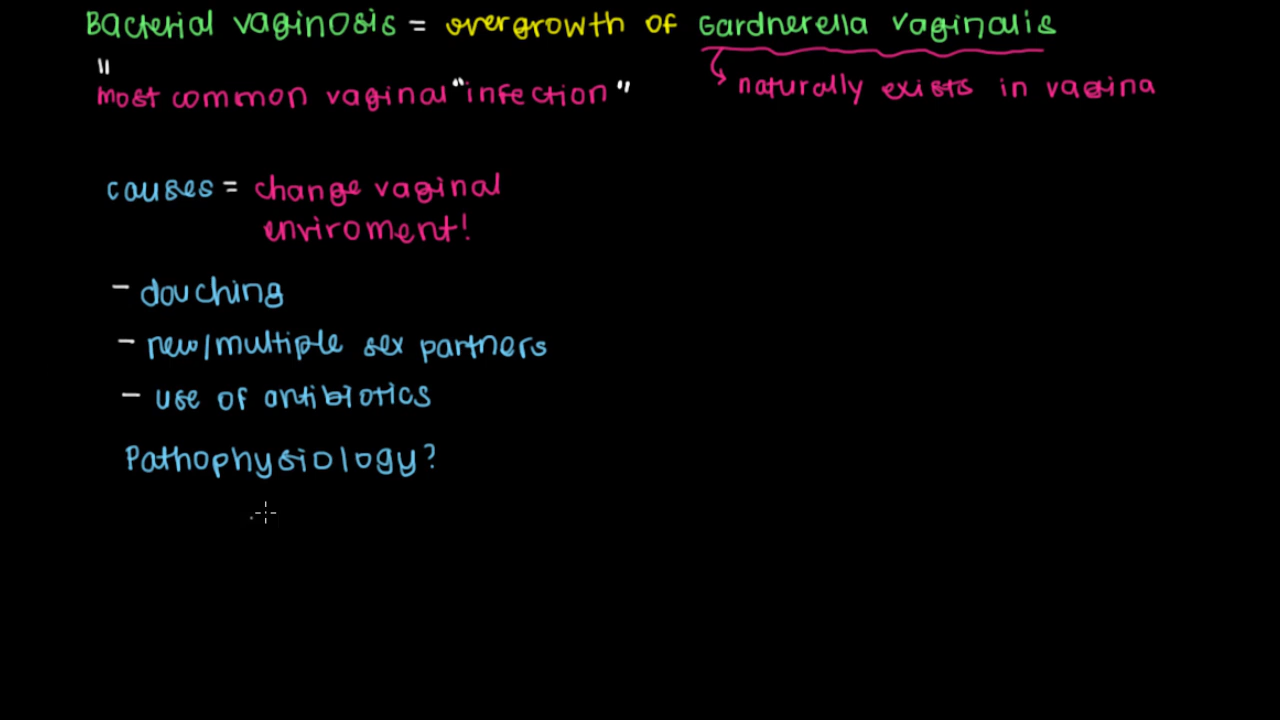 Bacterial vaginosis = overgrowth of Gardnerella vaginalis
"
most common vaginal "infection"
naturally exists in vagina
causes = change vaginal
enviroment!
- douching
- new/multiple sex partners
- use of antibiotics
Pathophysiology?